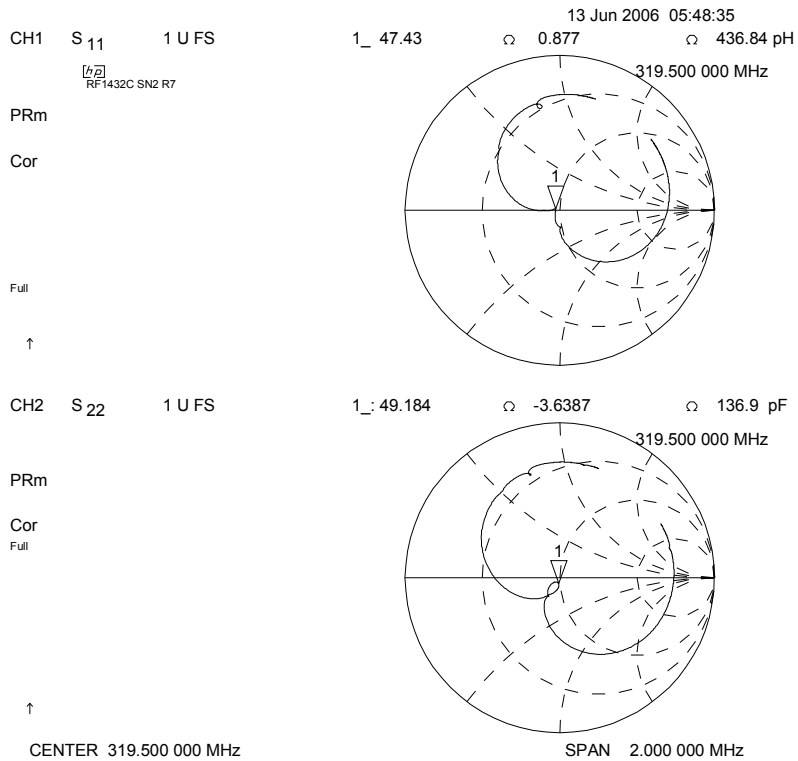 13 Jun 2006 05:48:35
CH1 S 11 1 U FS 1_ 47.43 Ω 0.877 Ω 436.84 pH
hp
319.500 000 MHz
RF1432C SN2 R7
PRm
Cor
1
Full
↑
CH2 S 22 1 U FS 1_: 49.184 Ω -3.6387 Ω 136.9 pF
319.500 000 MHz
PRm
Cor
Full
1
↑
CENTER 319.500 000 MHz SPAN 2.000 000 MHz